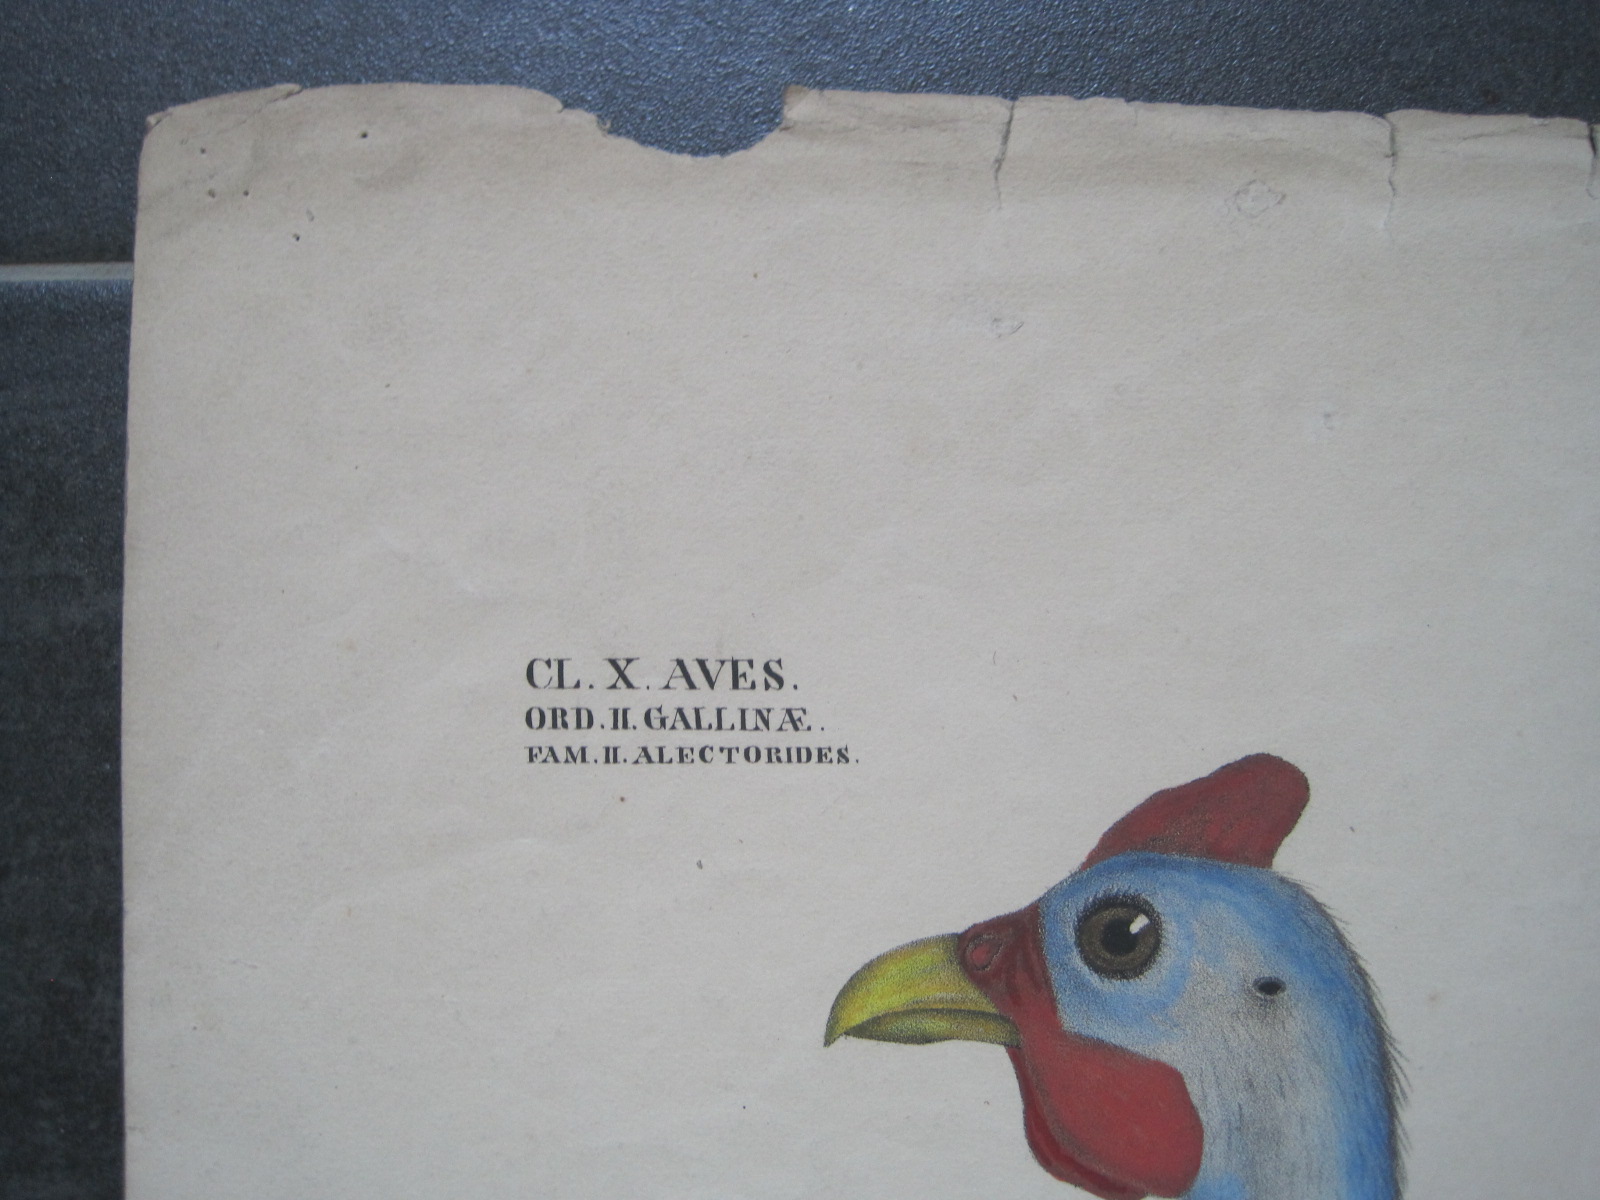 CL. X. AVES.
ORD. II. GALLINÆ.
FAM. II. ALECTORIDES.